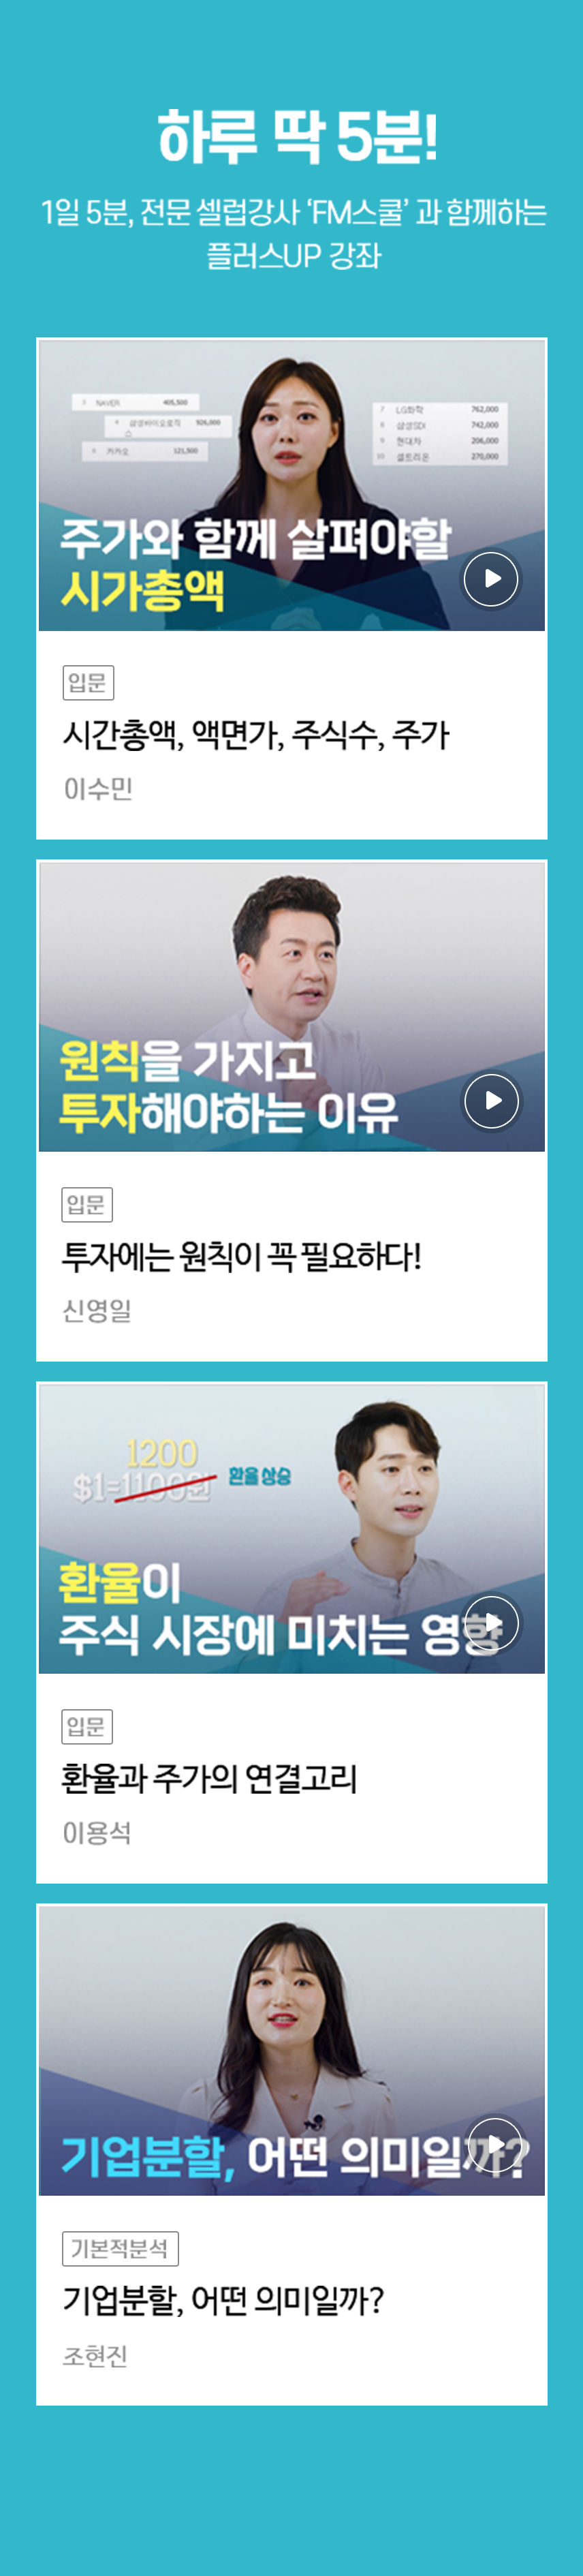 하루 딱 5분!
1일 5분, 전문 셀럽강사 ‘FM스쿨’ 과 함께하는
플러스UP 강좌
3 NAVER 405,500
4 삼성바이오로직 926,000
6 카카오 121,500
7 LG화학 762,000
8 삼성SDI 742,000
9 현대차 206,000
10 셀트리온 270,000
주가와 함께 살펴야할
시가총액
입문
시간총액, 액면가, 주식수, 주가
이수민
원칙을 가지고
투자해야하는 이유
입문
투자에는 원칙이 꼭 필요하다!
신영일
1200
$1=1100원 환율 상승
환율이
주식 시장에 미치는 영향
입문
환율과 주가의 연결고리
이용석
기업분할, 어떤 의미일까?
기본적분석
기업분할, 어떤 의미일까?
조현진